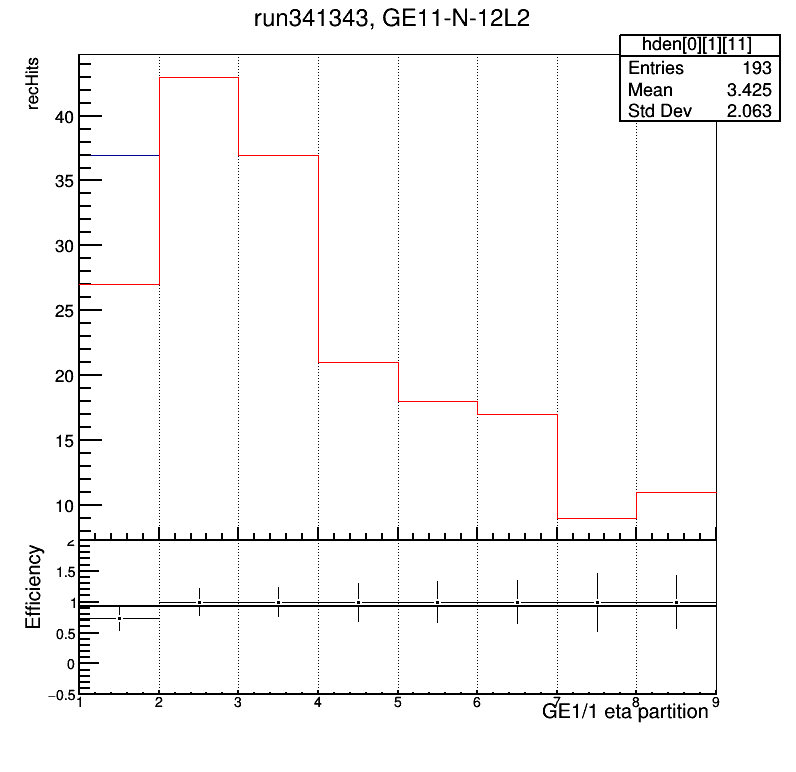 run341343, GE11-N-12L2
hden[0][1][11]
Entries 193
Mean 3.425
Std Dev 2.063
recHits
40
35
30
25
20
15
10
Efficiency
2
1.5
1
0.5
0
−0.5
1 2 3 4 5 6 7 8 9
GE1/1 eta partition